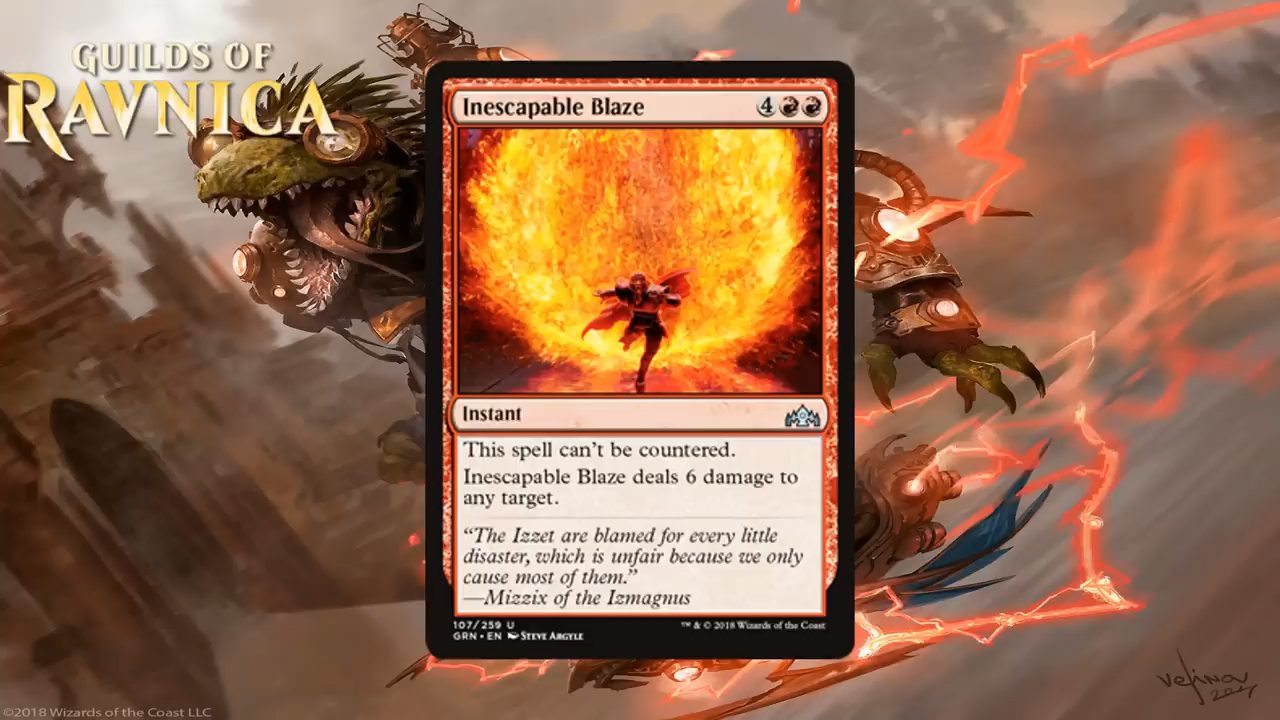 GUILDS OF
RAVNICA
Inescapable Blaze 4
Instant
This spell can't be countered.
Inescapable Blaze deals 6 damage to
any target.
“The Izzet are blamed for every little
disaster, which is unfair because we only
cause most of them.”
—Mizzix of the Izmagnus
107/259 U
GRN • EN Steve Argyle
™ & © 2018 Wizards of the Coast
©2018 Wizards of the Coast LLC